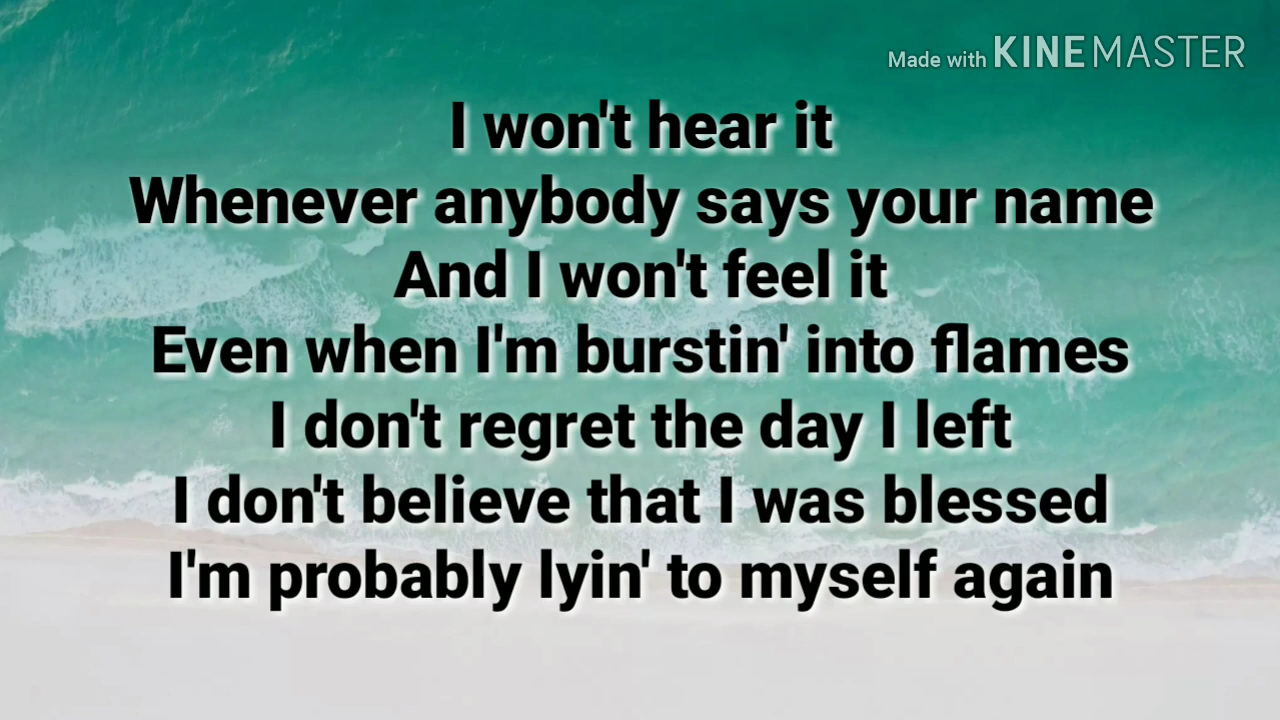 Made with KINEMASTER
I won't hear it
Whenever anybody says your name
And I won't feel it
Even when I'm burstin' into flames
I don't regret the day I left
I don't believe that I was blessed
I'm probably lyin' to myself again